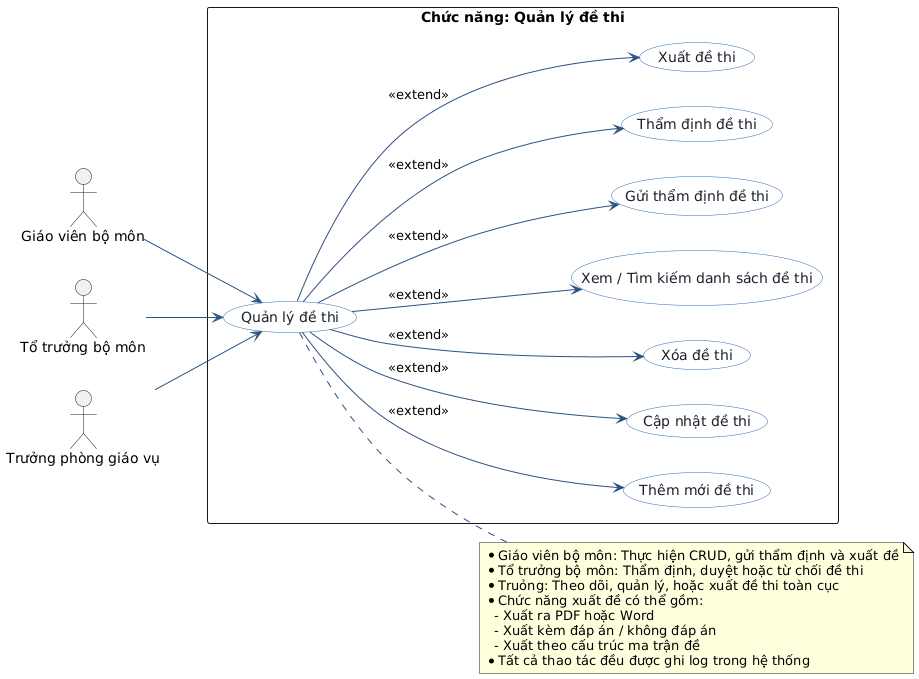 Chức năng: Quản lý đề thi
Xuất đề thi
«extend»
Thẩm định đề thi
«extend»
Gửi thẩm định đề thi
«extend»
Giáo viên bộ môn
Xem / Tìm kiếm danh sách đề thi
«extend»
Quản lý đề thi
«extend»
Tổ trưởng bộ môn
Xóa đề thi
«extend»
«extend»
Cập nhật đề thi
Trưởng phòng giáo vụ
Thêm mới đề thi
• Giáo viên bộ môn: Thực hiện CRUD, gửi thẩm định và xuất đề
• Tổ trưởng bộ môn: Thẩm định, duyệt hoặc từ chối đề thi
• Truỏng: Theo dõi, quản lý, hoặc xuất đề thi toàn cục
• Chức năng xuất đề có thể gồm:
- Xuất ra PDF hoặc Word
- Xuất kèm đáp án / không đáp án
- Xuất theo cấu trúc ma trận đề
• Tất cả thao tác đều được ghi log trong hệ thống